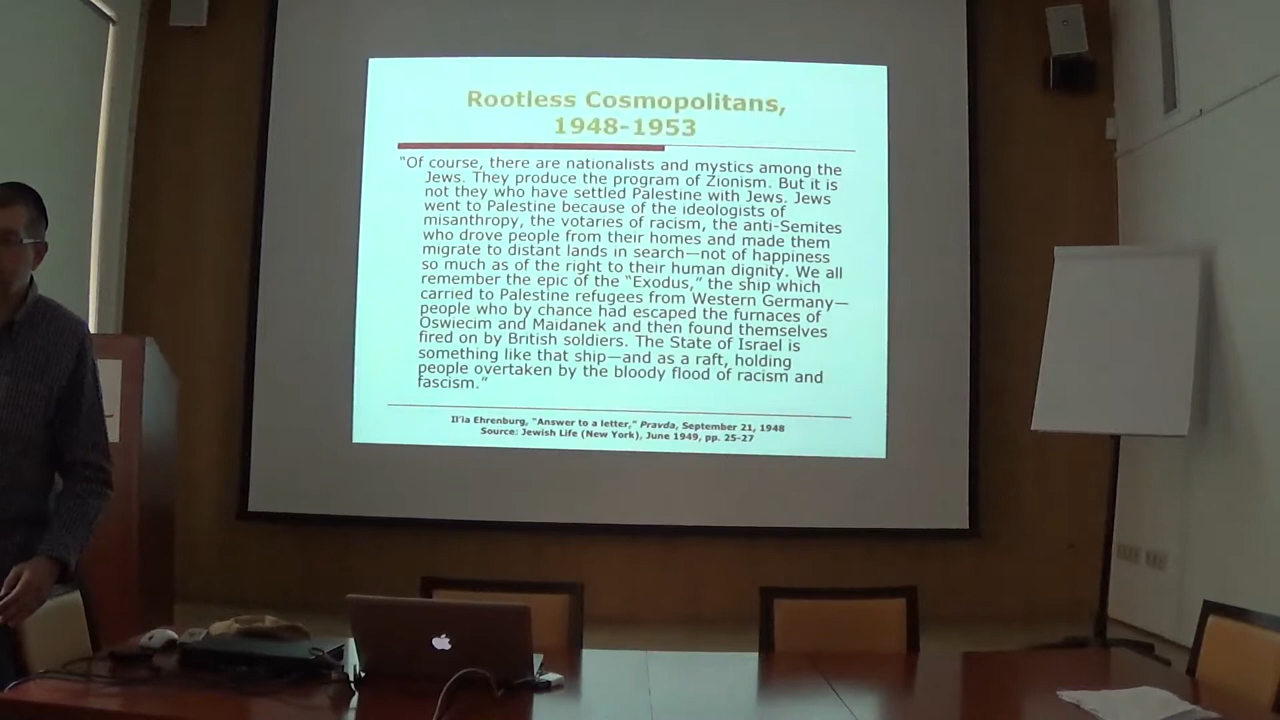 Rootless Cosmopolitans,
1948-1953
“Of course, there are nationalists and mystics among the
Jews. They produce the program of Zionism. But it is
not they who have settled Palestine with Jews. Jews
went to Palestine because of the ideologists of
misanthropy, the votaries of racism, the anti-Semites
who drove people from their homes and made them
migrate to distant lands in search—not of happiness
so much as of the right to their human dignity. We all
remember the epic of the “Exodus,” the ship which
carried to Palestine refugees from Western Germany—
people who by chance had escaped the furnaces of
Oswiecim and Maidanek and then found themselves
fired on by British soldiers. The State of Israel is
something like that ship—and as a raft, holding
people overtaken by the bloody flood of racism and
fascism.”
Il'ia Ehrenburg, “Answer to a letter,” Pravda, September 21, 1948
Source: Jewish Life (New York), June 1949, pp. 25-27